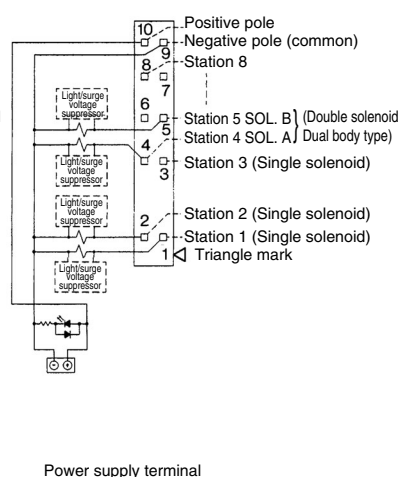 10
Positive pole
Negative pole (common)
9
8
Station 8
7
Light/surge
voltage
suppressor
6
Station 5 SOL. B
(Double solenoid
5
4
Station 4 SOL. A
Dual body type)
Light/surge
voltage
suppressor
Station 3 (Single solenoid)
3
Light/surge
voltage
suppressor
2
Station 2 (Single solenoid)
Station 1 (Single solenoid)
1
Triangle mark
Light/surge
voltage
suppressor
Power supply terminal